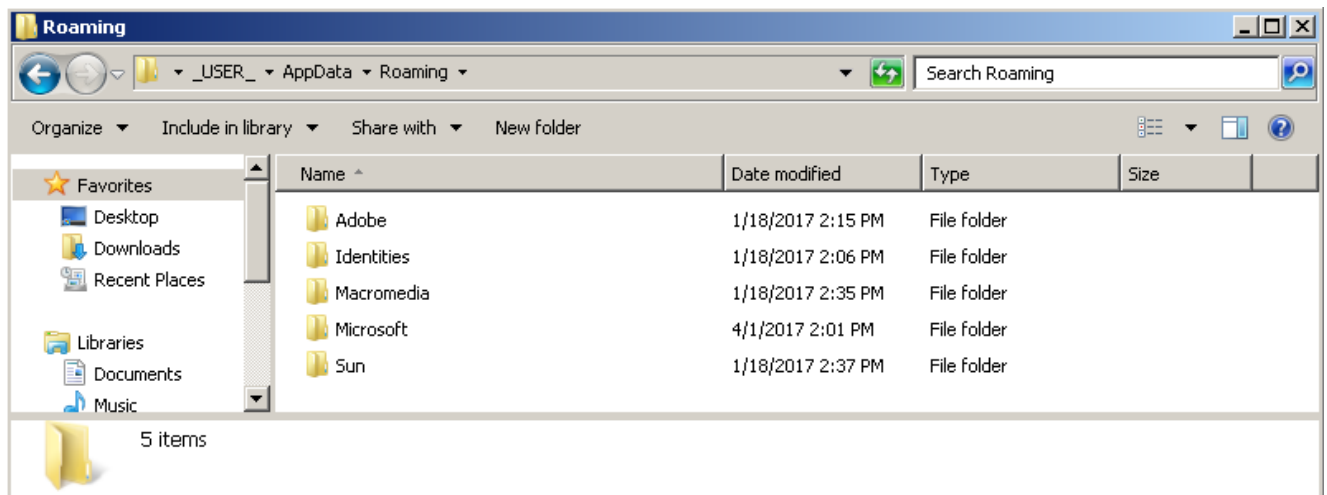 Roaming
_USER_ AppData Roaming Search Roaming
Organize Include in library Share with New folder
Favorites
Desktop
Downloads
Recent Places
Libraries
Documents
Music
Name Date modified Type Size
Adobe 1/18/2017 2:15 PM File folder
Identities 1/18/2017 2:06 PM File folder
Macromedia 1/18/2017 2:35 PM File folder
Microsoft 4/1/2017 2:01 PM File folder
Sun 1/18/2017 2:37 PM File folder
5 items